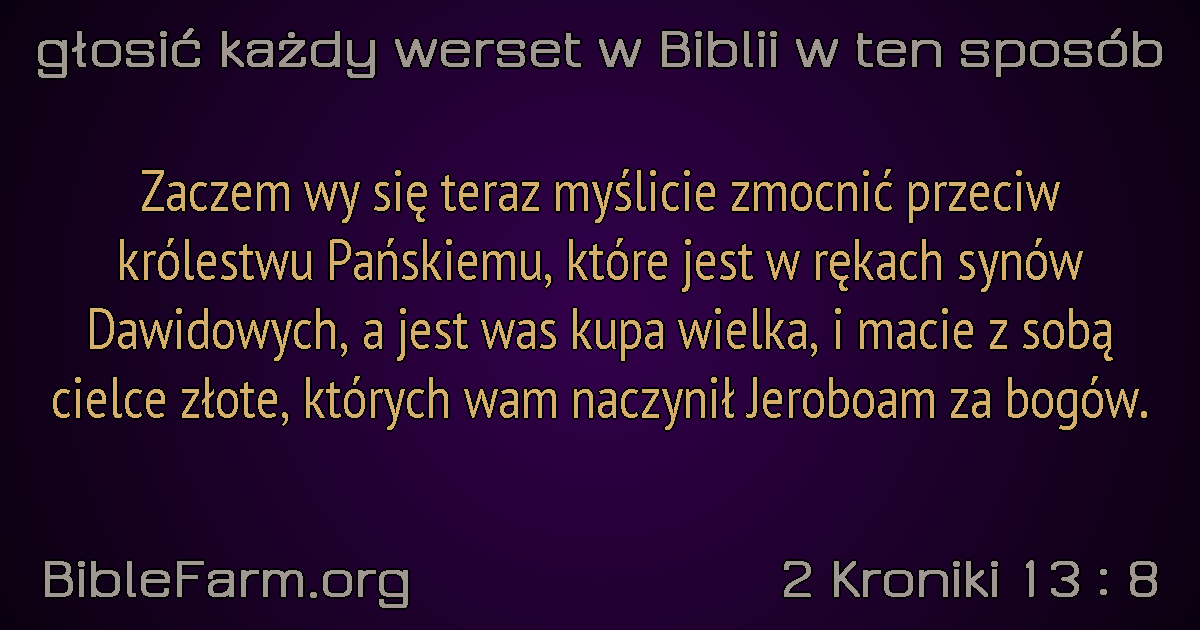 głosić każdy werset w Biblii w ten sposób
Zaczem wy się teraz myślicie zmocnić przeciw
królestwu Pańskiemu, które jest w rękach synów
Dawidowych, a jest was kupa wielka, i macie z sobą
cielce złote, których wam naczynił Jeroboam za bogów.
BibleFarm.org
2 Kroniki 13 : 8